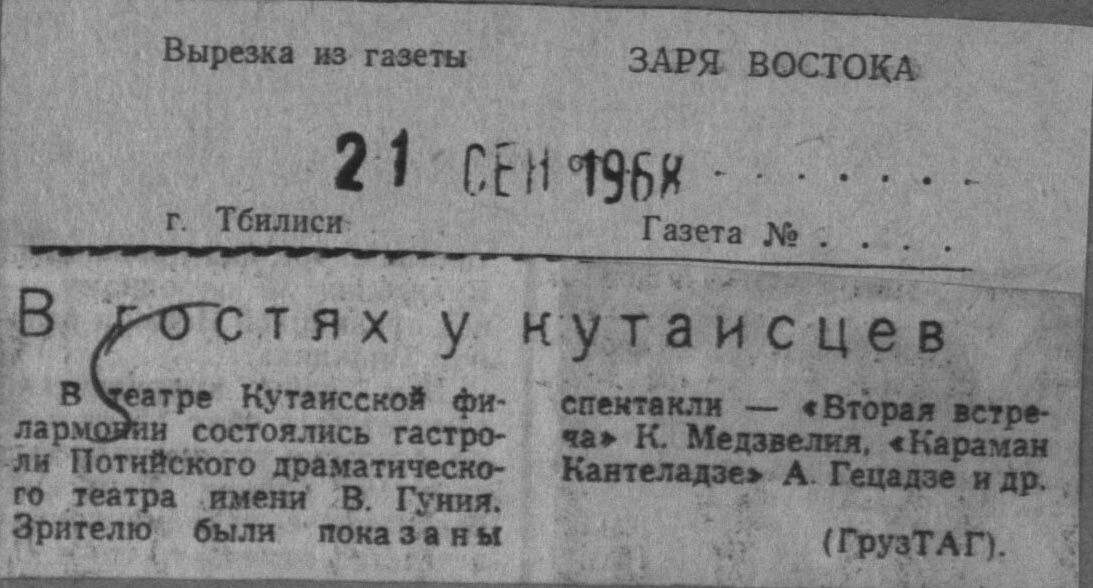 Вырезка из газеты
ЗАРЯ ВОСТОКА
21 СЕН 1968
г. Тбилиси
Газета № . . . .
В гостях у кутаисцев
В театре Кутаисской фи-
лармонии состоялись гастро-
ли Потийского драматическо-
го театра имени В. Гуния.
Зрителю были показаны
спектакли — «Вторая встре-
ча» К. Медзвелия, «Караман
Кантеладзе» А. Гецадзе и др.
(ГрузТАГ).